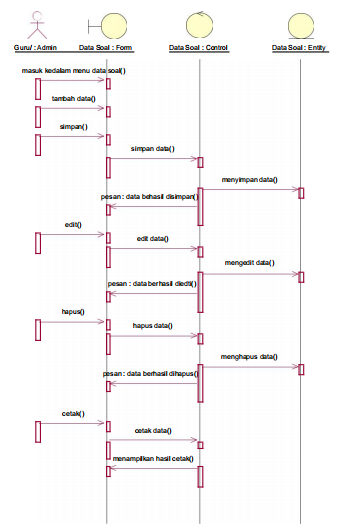 Guru/ : Admin
Data Soal : Form
Data Soal : Control
Data Soal : Entity
masuk kedalam menu data soal()
tambah data()
simpan()
simpan data()
menyimpan data()
pesan : data behasil disimpan()
edit()
edit data()
mengedit data()
pesan : data berhasil diedti()
hapus()
hapus data()
menghapus data()
pesan : data berhasil dihapus()
cetak()
cetak data()
menampilkan hasil cetak()